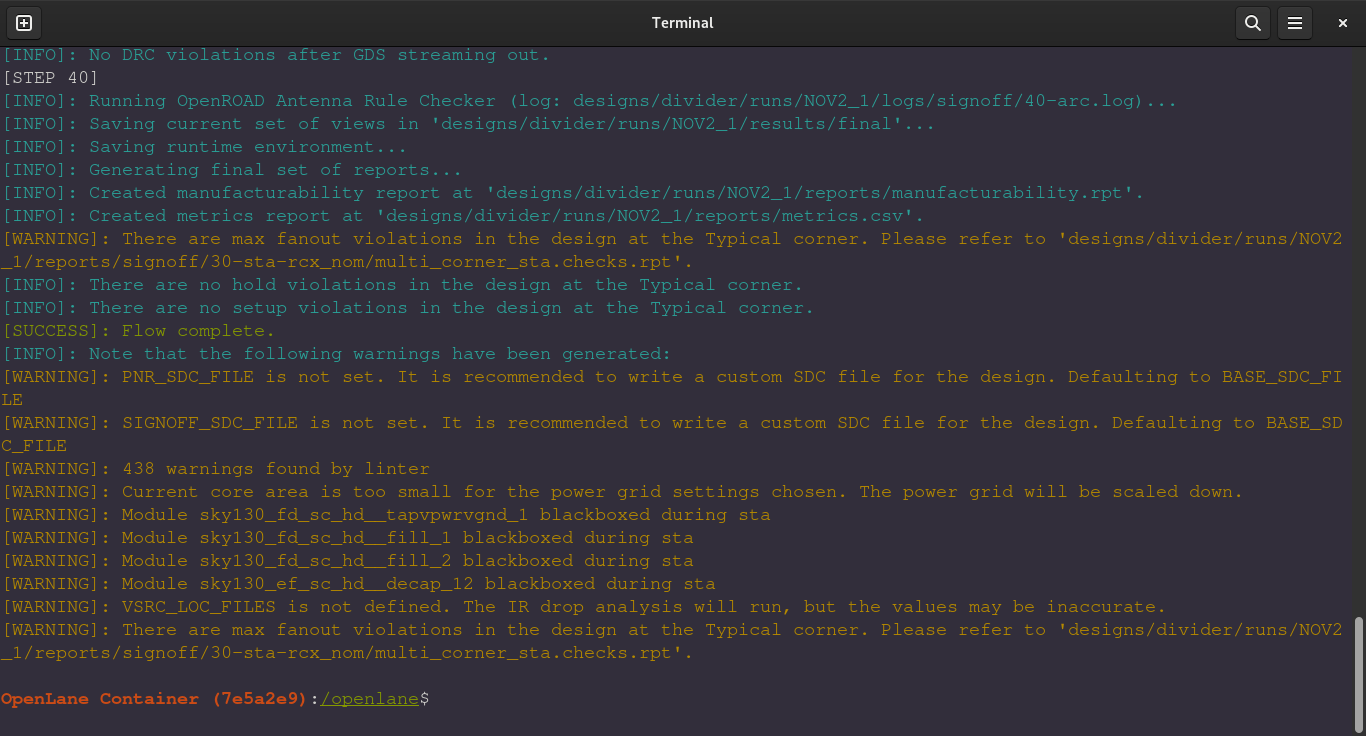 Terminal
[INFO]: No DRC violations after GDS streaming out.
[STEP 40]
[INFO]: Running OpenROAD Antenna Rule Checker (log: designs/divider/runs/NOV2_1/logs/signoff/40-arc.log)...
[INFO]: Saving current set of views in 'designs/divider/runs/NOV2_1/results/final'...
[INFO]: Saving runtime environment...
[INFO]: Generating final set of reports...
[INFO]: Created manufacturability report at 'designs/divider/runs/NOV2_1/reports/manufacturability.rpt'.
[INFO]: Created metrics report at 'designs/divider/runs/NOV2_1/reports/metrics.csv'.
[WARNING]: There are max fanout violations in the design at the Typical corner. Please refer to 'designs/divider/runs/NOV2
_1/reports/signoff/30-sta-rcx_nom/multi_corner_sta.checks.rpt'.
[INFO]: There are no hold violations in the design at the Typical corner.
[INFO]: There are no setup violations in the design at the Typical corner.
[SUCCESS]: Flow complete.
[INFO]: Note that the following warnings have been generated:
[WARNING]: PNR_SDC_FILE is not set. It is recommended to write a custom SDC file for the design. Defaulting to BASE_SDC_FI
LE
[WARNING]: SIGNOFF_SDC_FILE is not set. It is recommended to write a custom SDC file for the design. Defaulting to BASE_SD
C_FILE
[WARNING]: 438 warnings found by linter
[WARNING]: Current core area is too small for the power grid settings chosen. The power grid will be scaled down.
[WARNING]: Module sky130_fd_sc_hd__tapvpwrvgnd_1 blackboxed during sta
[WARNING]: Module sky130_fd_sc_hd__fill_1 blackboxed during sta
[WARNING]: Module sky130_fd_sc_hd__fill_2 blackboxed during sta
[WARNING]: Module sky130_ef_sc_hd__decap_12 blackboxed during sta
[WARNING]: VSRC_LOC_FILES is not defined. The IR drop analysis will run, but the values may be inaccurate.
[WARNING]: There are max fanout violations in the design at the Typical corner. Please refer to 'designs/divider/runs/NOV2
_1/reports/signoff/30-sta-rcx_nom/multi_corner_sta.checks.rpt'.
OpenLane Container (7e5a2e9):/openlane$